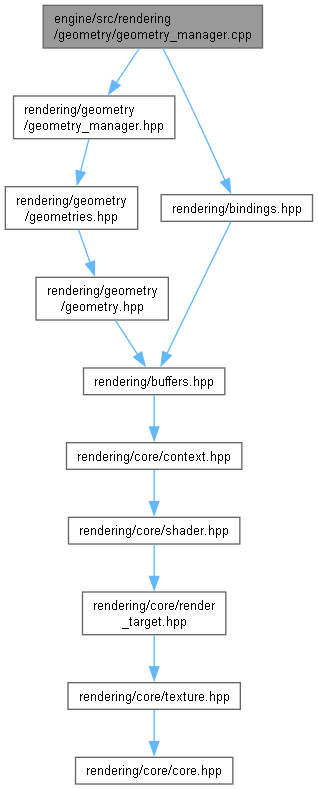 engine/src/rendering
/geometry/geometry_manager.cpp
rendering/geometry
/geometry_manager.hpp
rendering/geometry
/geometries.hpp
rendering/bindings.hpp
rendering/geometry
/geometry.hpp
rendering/buffers.hpp
rendering/core/context.hpp
rendering/core/shader.hpp
rendering/core/render
_target.hpp
rendering/core/texture.hpp
rendering/core/core.hpp